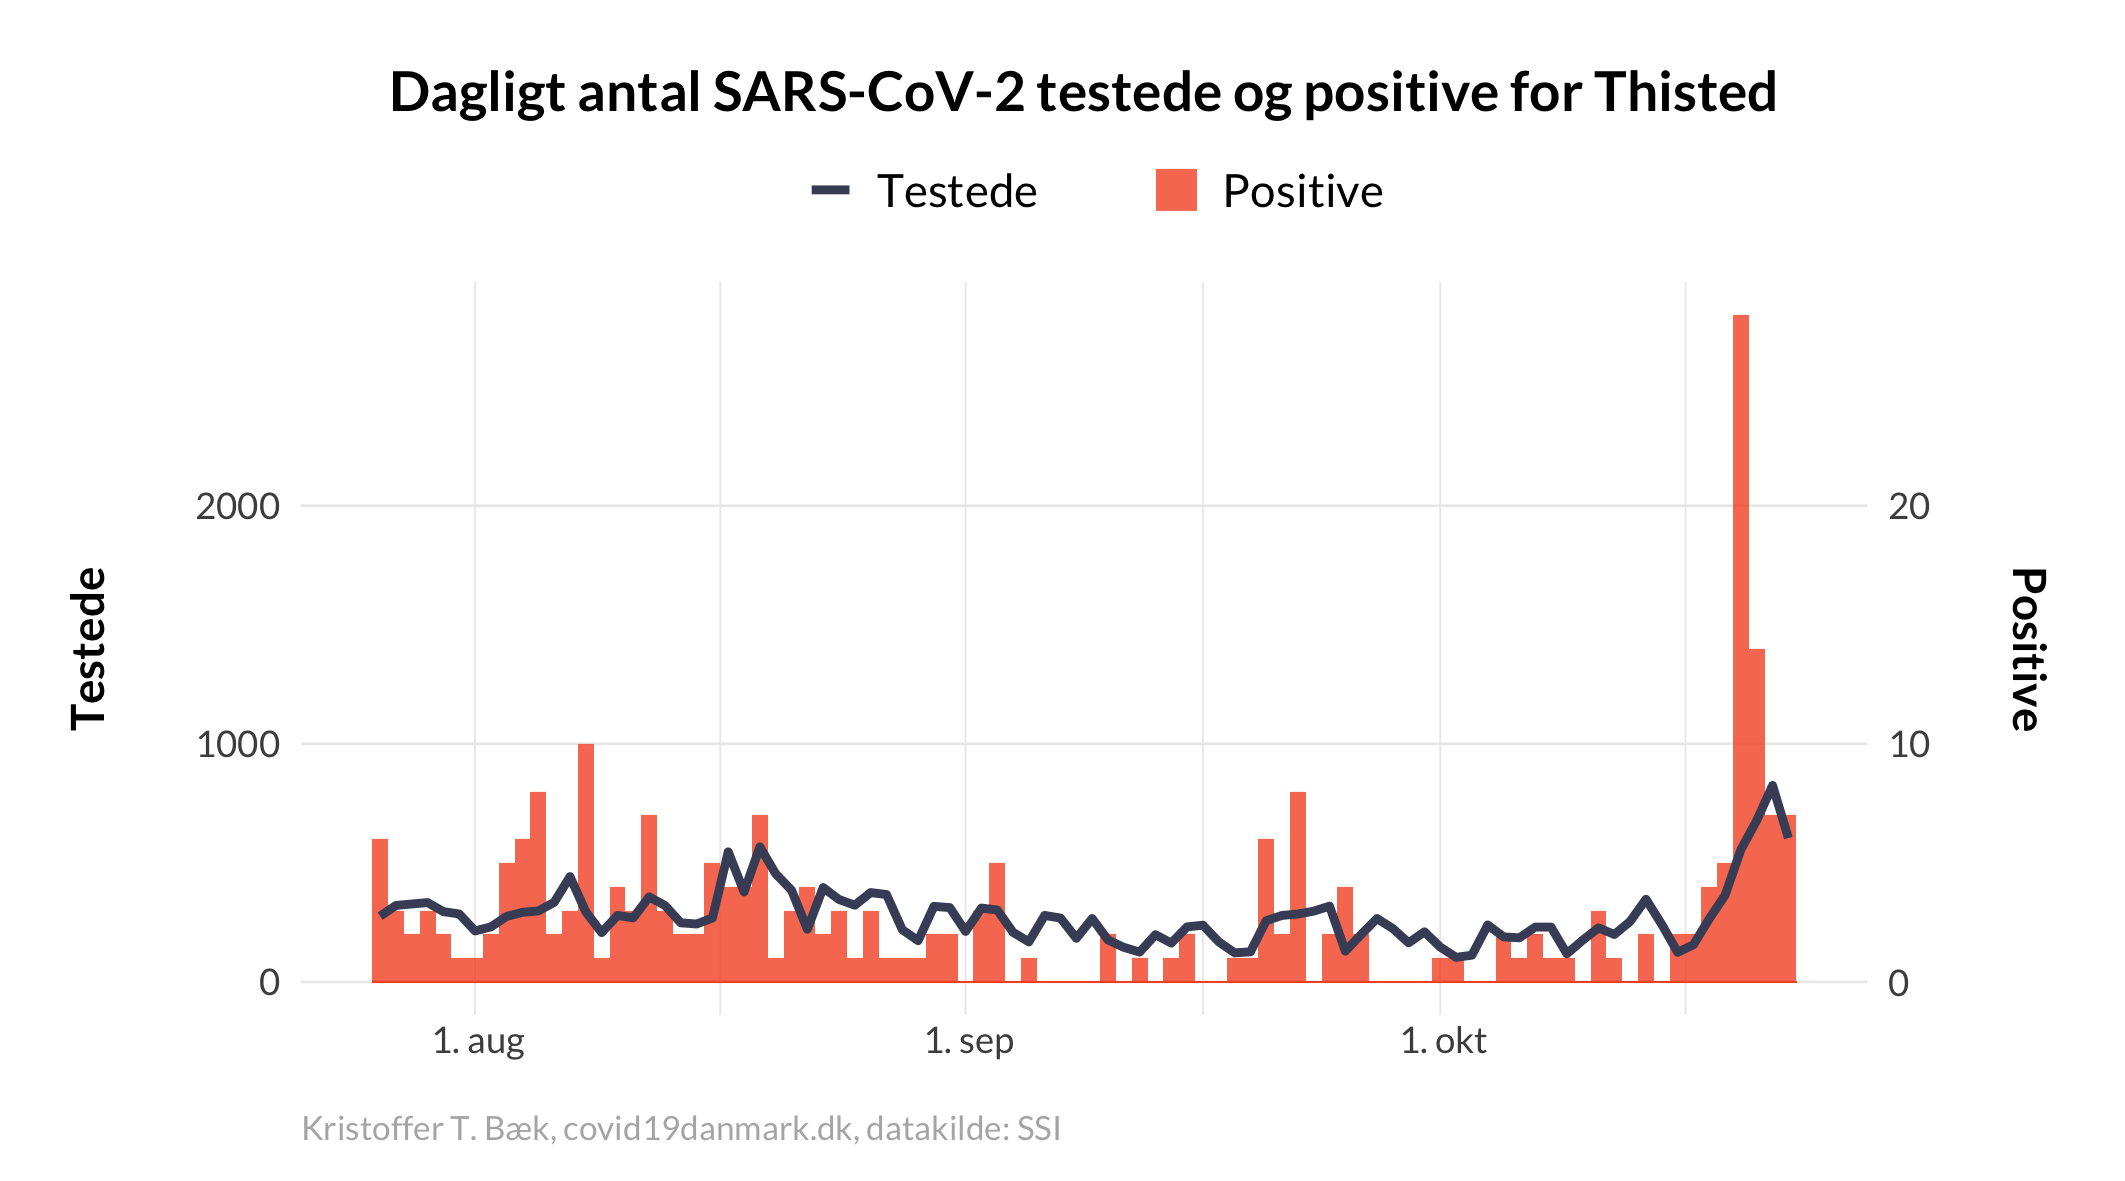 Dagligt antal SARS-CoV-2 testede og positive for Thisted
Testede
Positive
2000
1000
0
Testede
20
10
0
Positive
1. aug
1. sep
1. okt
Kristoffer T. Bæk, covid19danmark.dk, datakilde: SSI